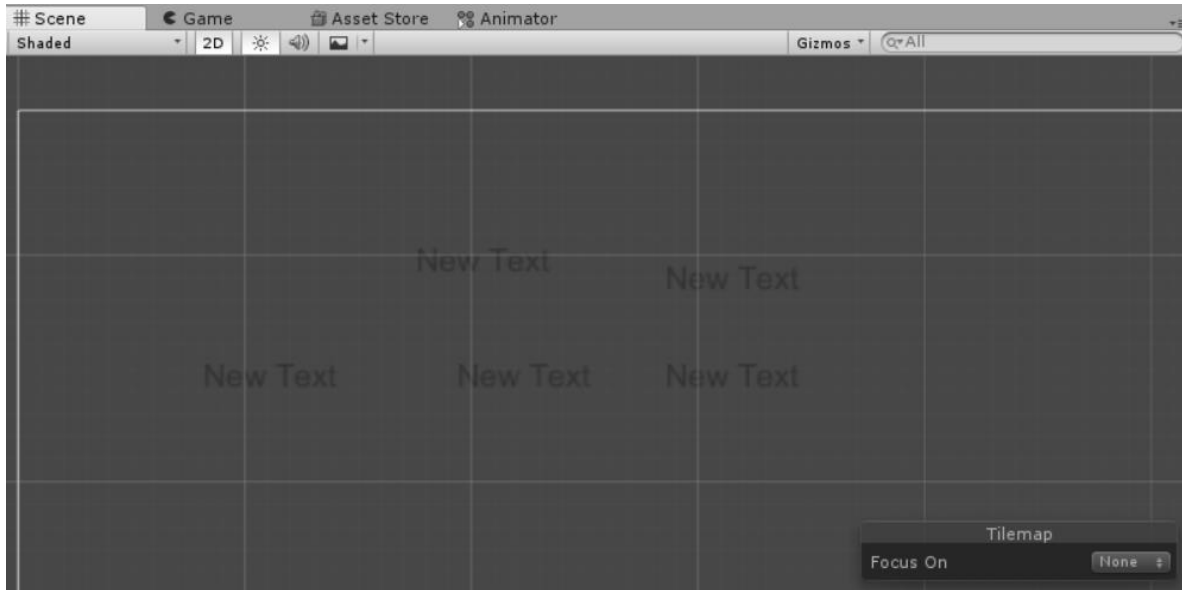 Scene Game Asset Store Animator
Shaded 2D Gizmos All
New Text
New Text
New Text New Text New Text
Tilemap
Focus On None